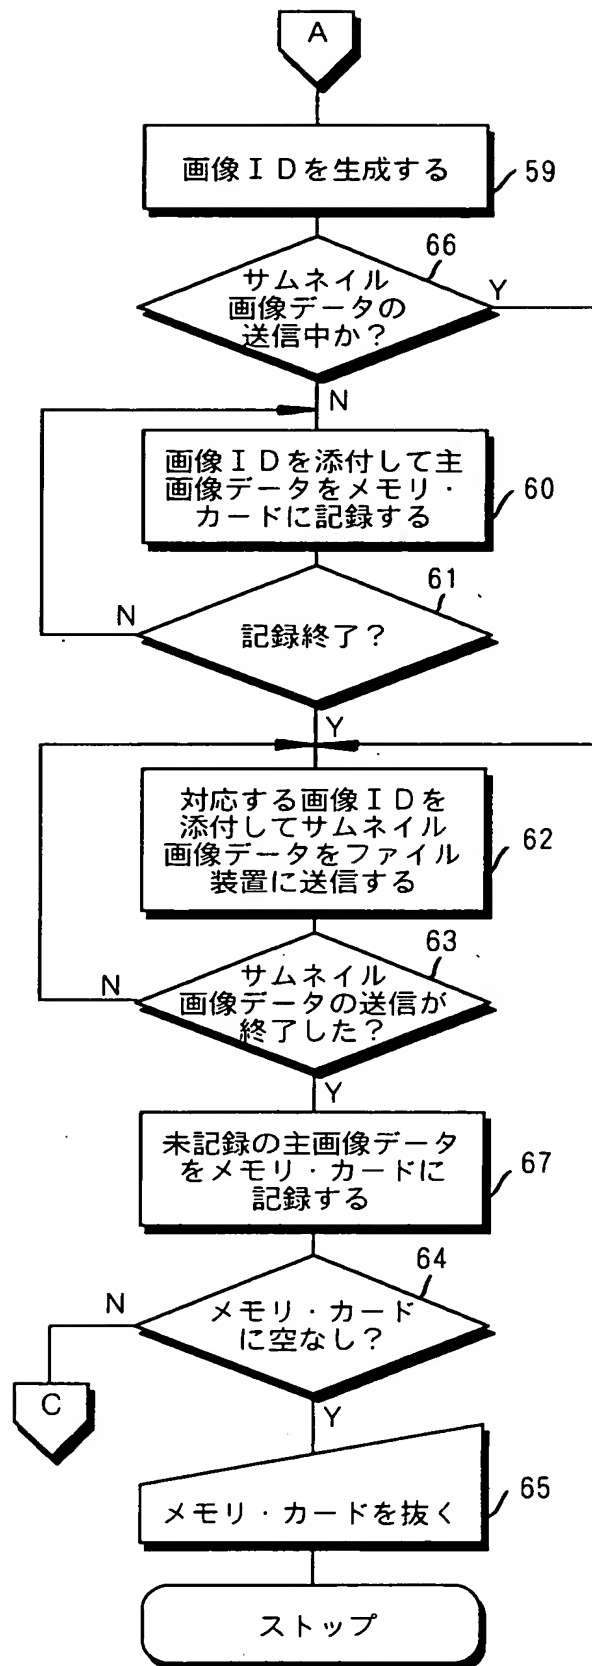 A
画像IDを生成する
59
66
サムネイル
画像データの
送信中か?
Y
N
画像IDを添付して主
画像データをメモリ・
カードに記録する
60
61
N
記録終了?
Y
対応する画像IDを
添付してサムネイル
画像データをファイル
装置に送信する
62
63
N
サムネイル
画像データの送信が
終了した?
Y
未記録の主画像データ
をメモリ・カードに
記録する
67
64
N
メモリ・カード
に空なし?
C
Y
メモリ・カードを抜く
65
ストップ